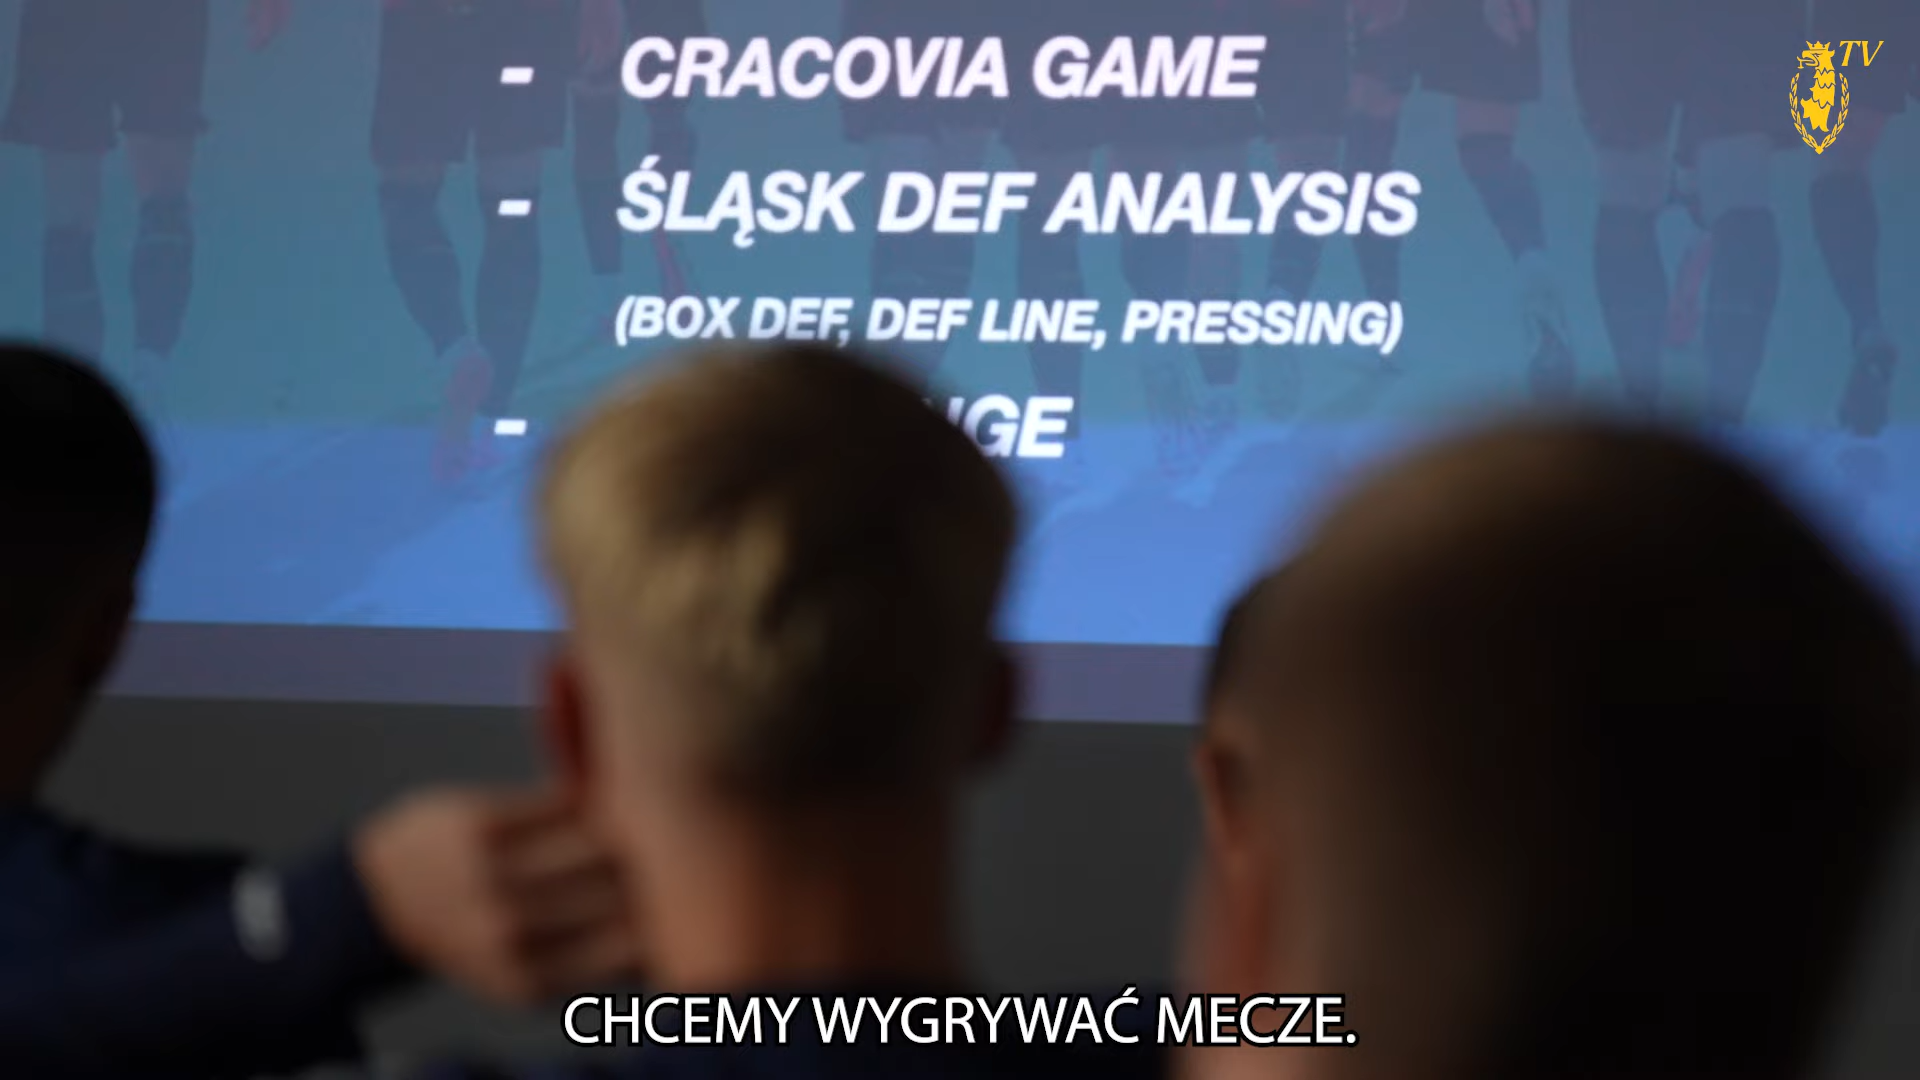 - CRACOVIA GAME
TV
- ŚLĄSK DEF ANALYSIS
(BOX DEF, DEF LINE, PRESSING)
-
CHCEMY WYGRYWAĆ MECZE.